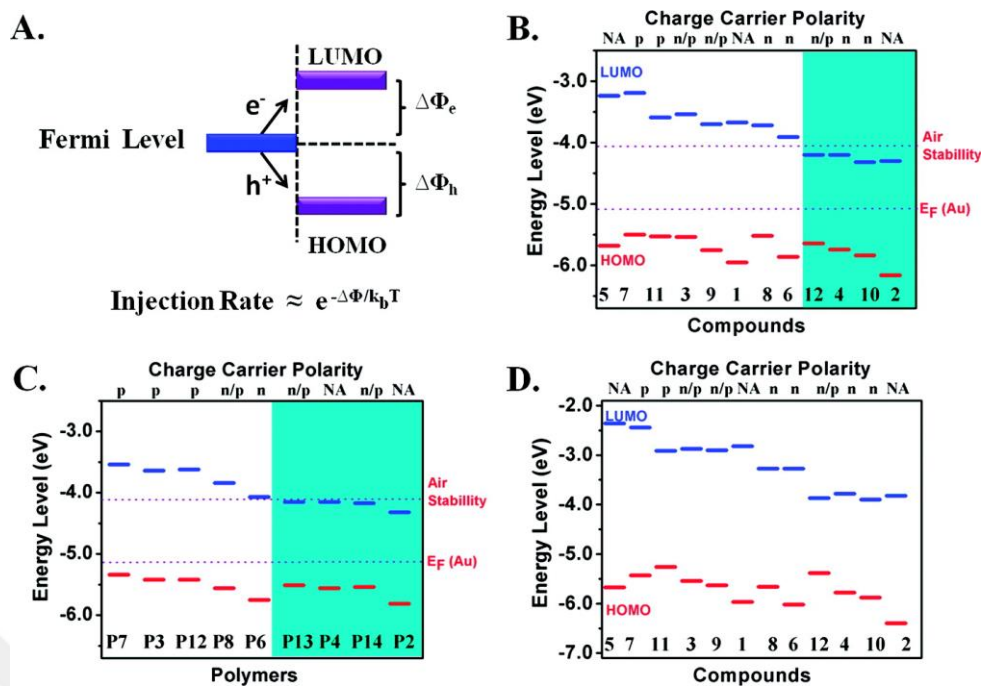 A.
LUMO
e-
ΔΦe
Fermi Level
h+
ΔΦh
HOMO
Injection Rate ≈ e -ΔΦ/kbT
B.
Charge Carrier Polarity
NA p p n/p n/p NA n n n/p n n NA
LUMO
-3.0
-4.0
-5.0
-6.0
Energy Level (eV)
Air
Stabillity
EF (Au)
HOMO
5 7 11 3 9 1 8 6 12 4 10 2
Compounds
C.
Charge Carrier Polarity
p p p n/p n n/p NA n/p NA
-3.0
-4.0
-5.0
-6.0
Energy Level (eV)
Air
Stabillity
EF (Au)
P7 P3 P12 P8 P6 P13 P4 P14 P2
Polymers
D.
Charge Carrier Polarity
NA p p n/p n/p NA n n n/p n n NA
-2.0
LUMO
-3.0
-4.0
-5.0
-6.0
-7.0
Energy Level (eV)
HOMO
5 7 11 3 9 1 8 6 12 4 10 2
Compounds